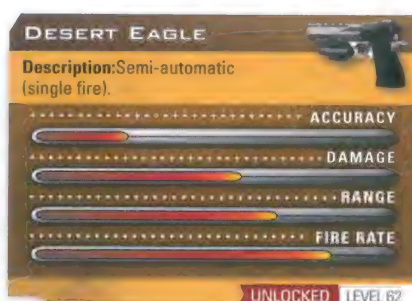 DESERT EAGLE
Description:Semi-automatic
(single fire).
ACCURACY
DAMAGE
RANGE
FIRE RATE
UNLOCKED LEVEL 62